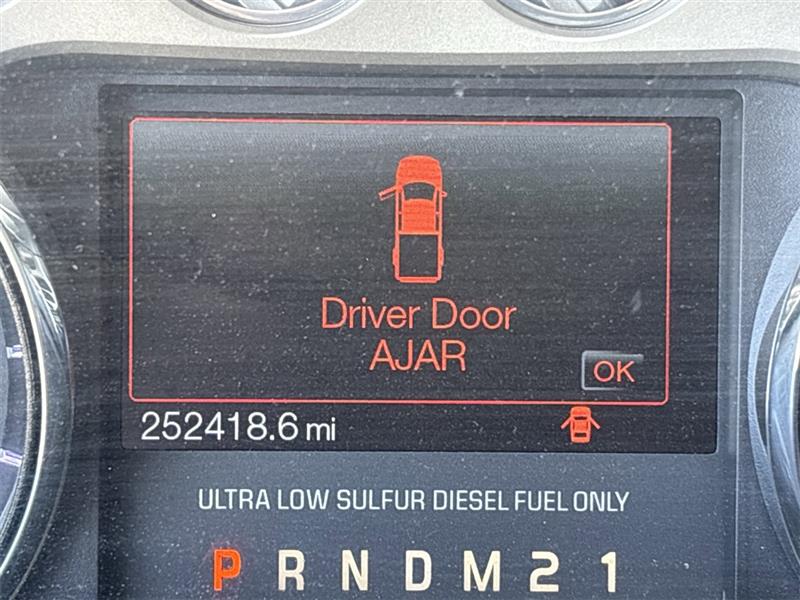 Driver Door
AJAR
OK
252418.6 mi
ULTRA LOW SULFUR DIESEL FUEL ONLY
P R N D M 2 1